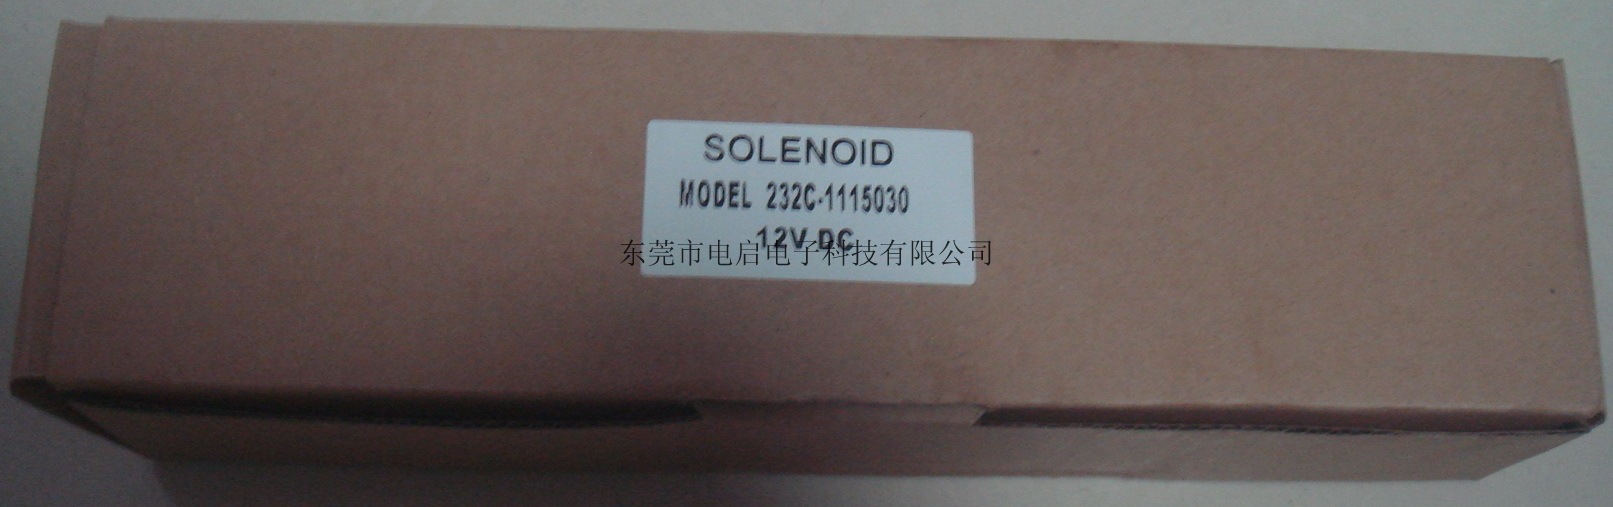 SOLENOID
MODEL 232C-1115030
12V DC
东莞市电启电子科技有限公司